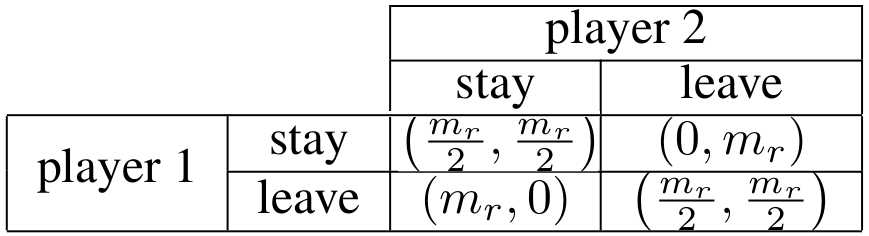 player 2
stay leave
player 1 stay (m_r/2, m_r/2) (0, m_r)
leave (m_r, 0) (m_r/2, m_r/2)